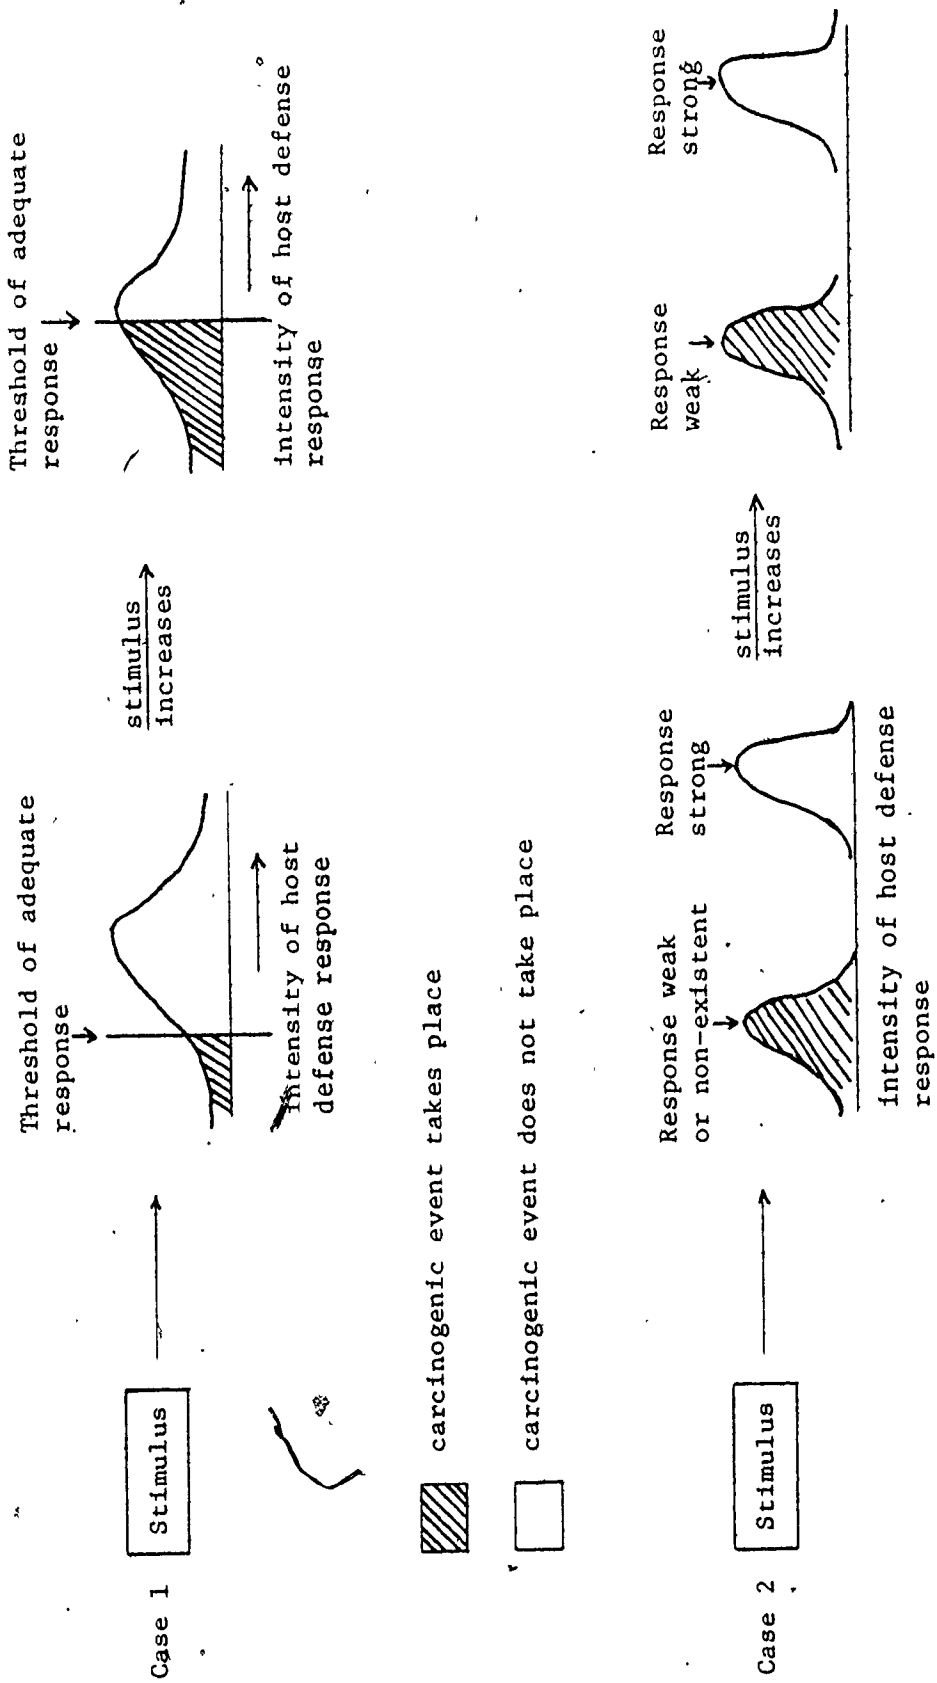 Case 1
Stimulus
Threshold of adequate
response
intensity of host
defense response
stimulus
increases
Threshold of adequate
response
intensity of host defense
response
carcinogenic event takes place
carcinogenic event does not take place
Case 2
Stimulus
Response weak
or non-existent
Response
strong
intensity of host defense
response
stimulus
increases
Response
weak
Response
strong